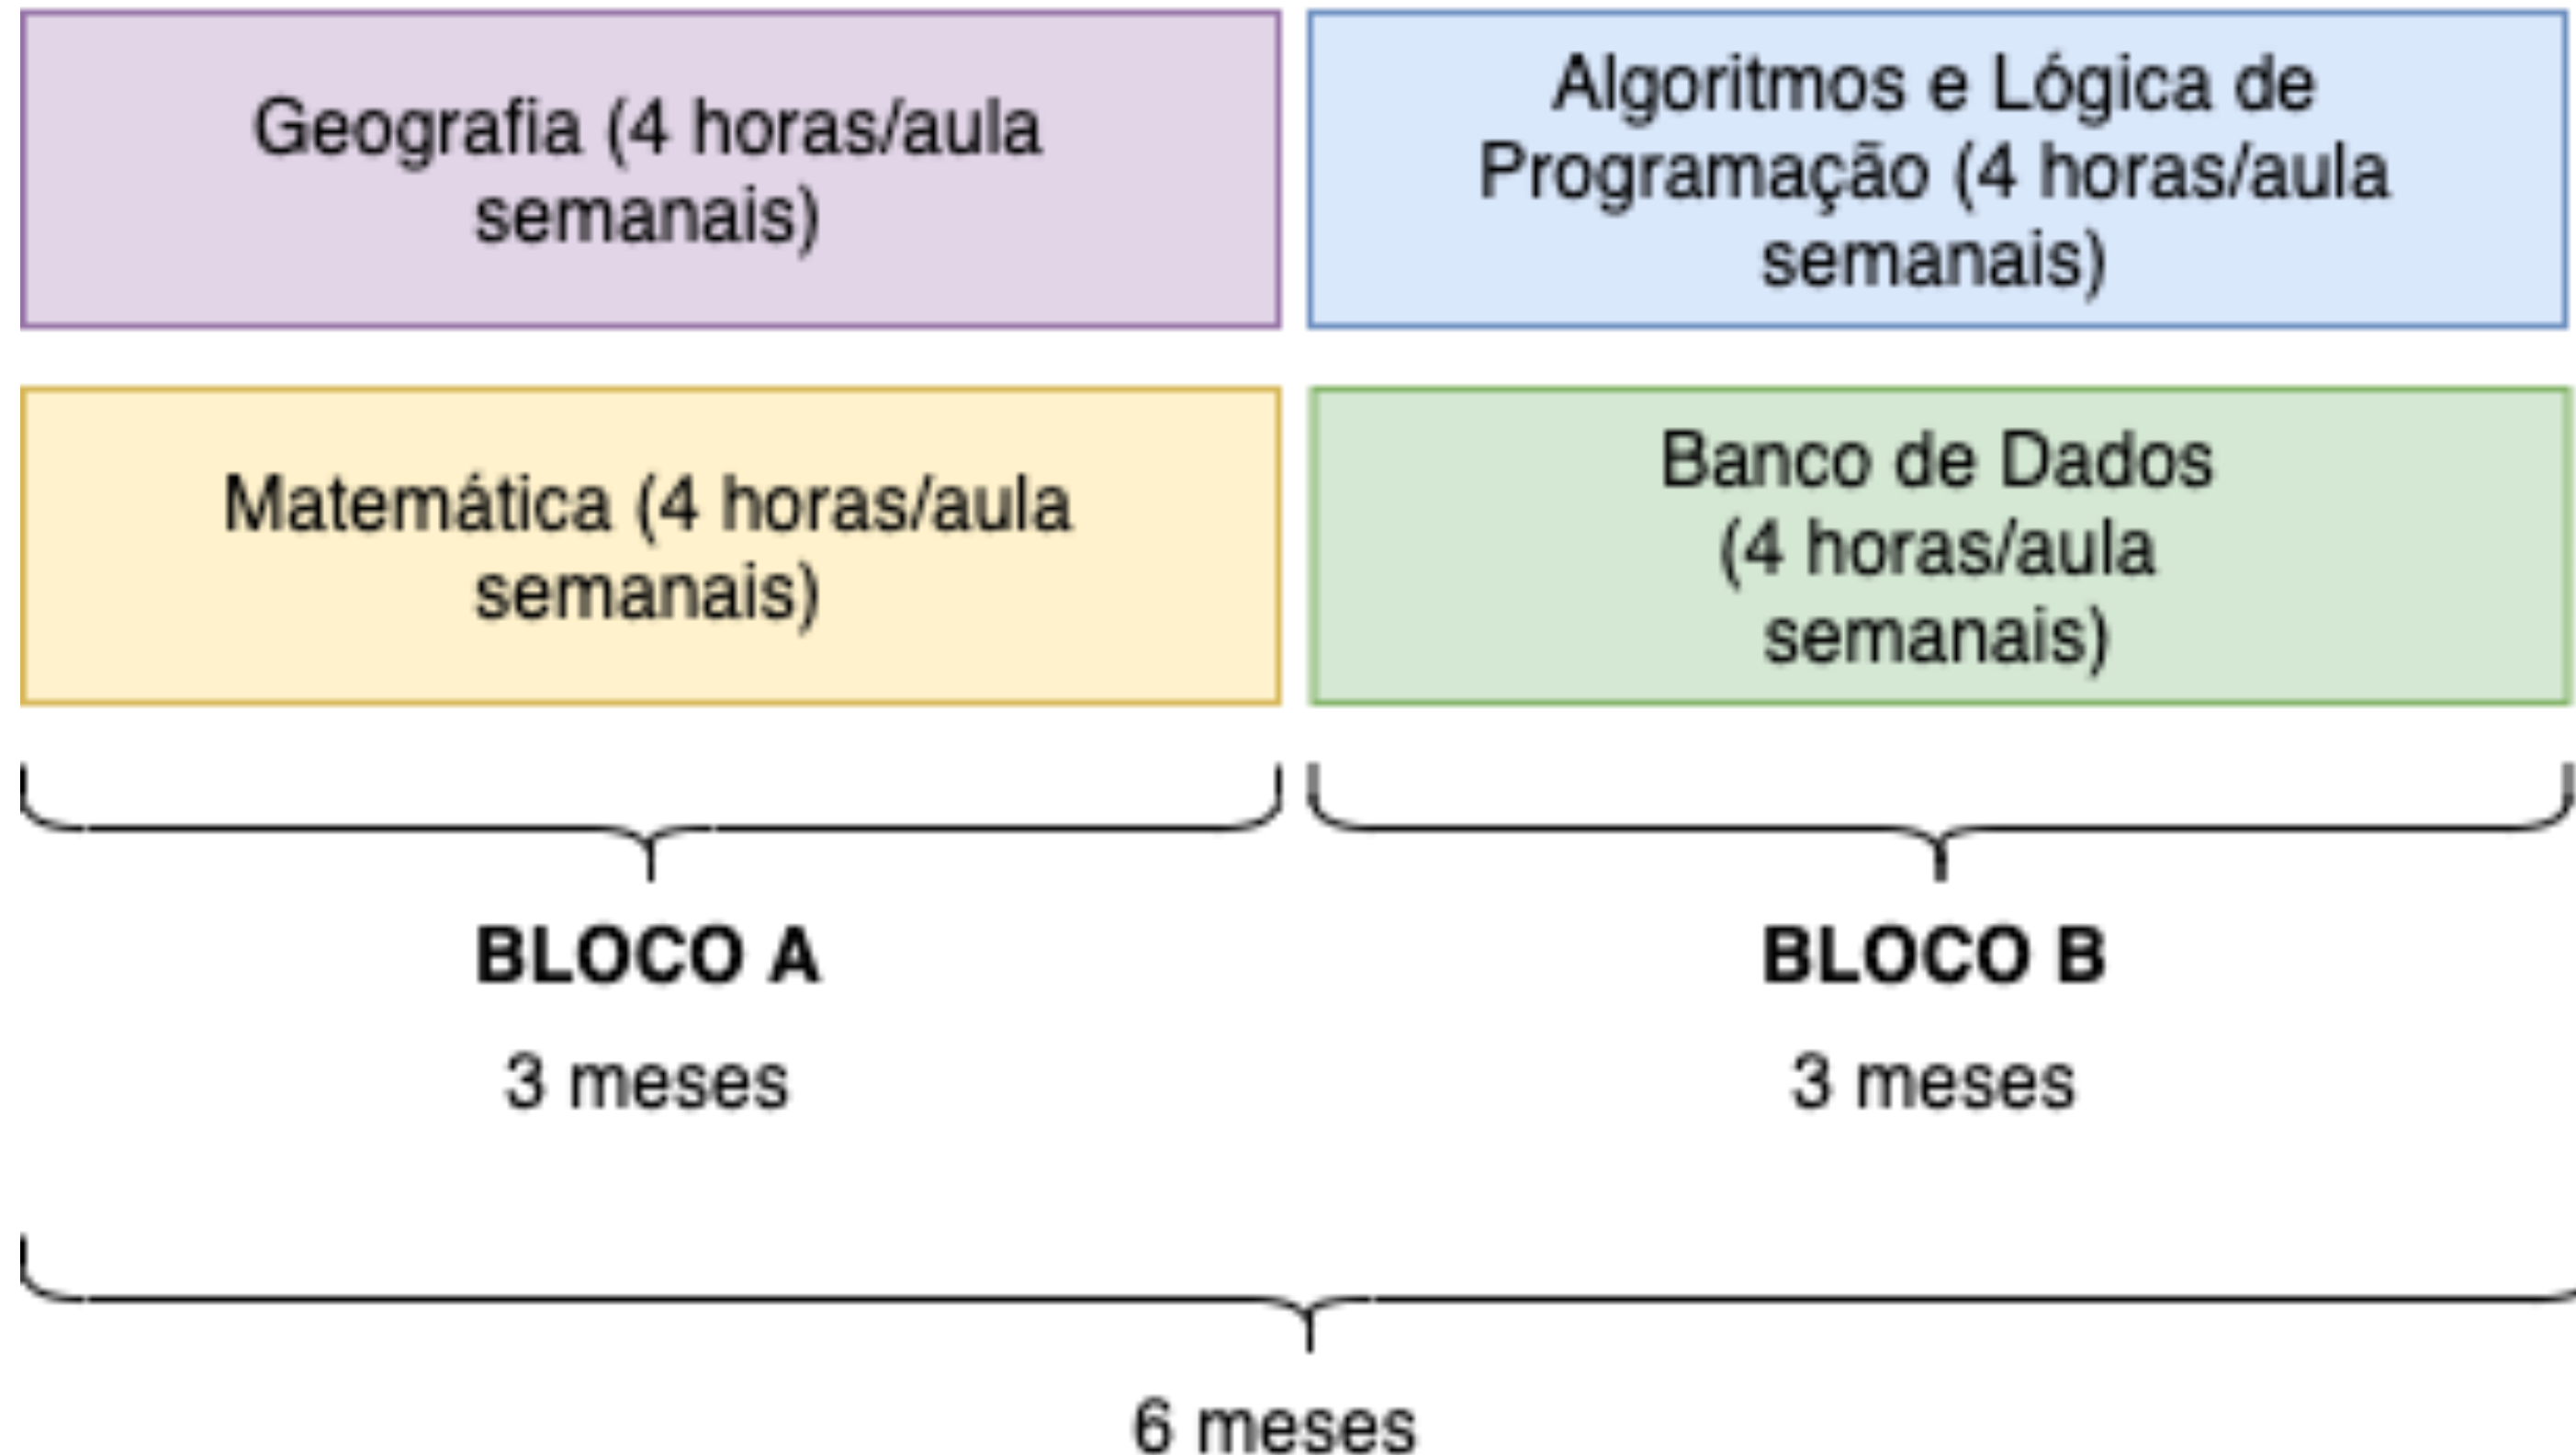 Geografia (4 horas/aula
semanais)
Algoritmos e Lógica de
Programação (4 horas/aula
semanais)
Matemática (4 horas/aula
semanais)
Banco de Dados
(4 horas/aula
semanais)
BLOCO A
3 meses
BLOCO B
3 meses
6 meses